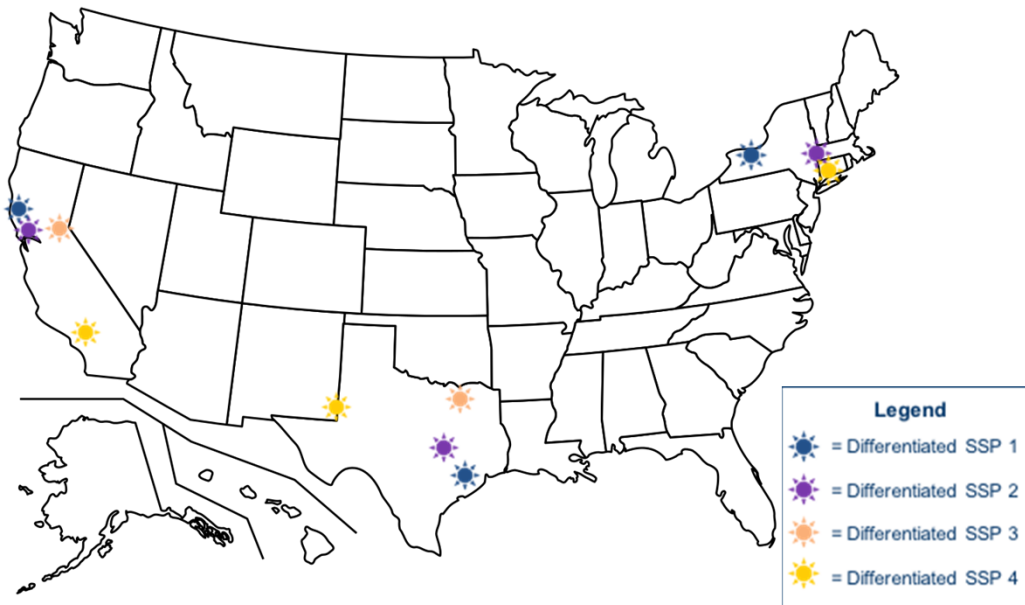 Legend
= Differentiated SSP 1
= Differentiated SSP 2
= Differentiated SSP 3
= Differentiated SSP 4